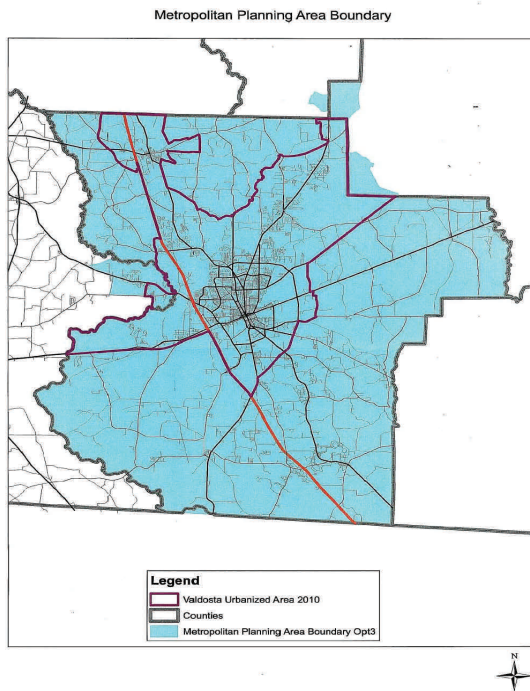 Metropolitan Planning Area Boundary
Legend
Valdosta Urbanized Area 2010
Counties
Metropolitan Planning Area Boundary Opt3
N